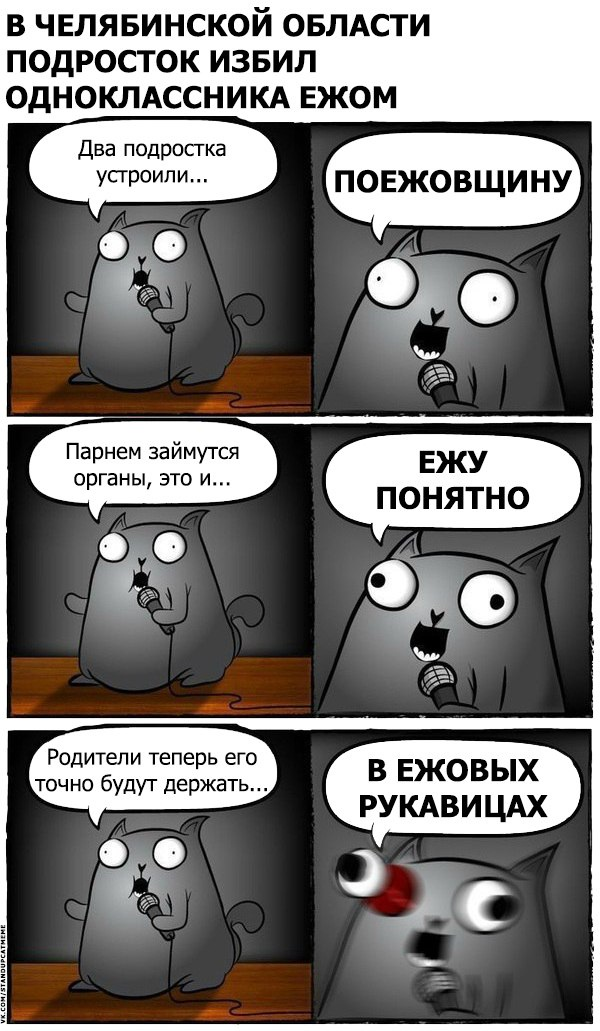 В ЧЕЛЯБИНСКОЙ ОБЛАСТИ
ПОДРОСТОК ИЗБИЛ
ОДНОКЛАССНИКА ЕЖОМ
Два подростка
устроили...
ПОЕЖОВЩИНУ
Парнем займутся
органы, это и...
ЕЖУ
ПОНЯТНО
Родители теперь его
точно будут держать...
В ЕЖОВЫХ
РУКАВИЦАХ
VK.COM/STANDUPCATMEME